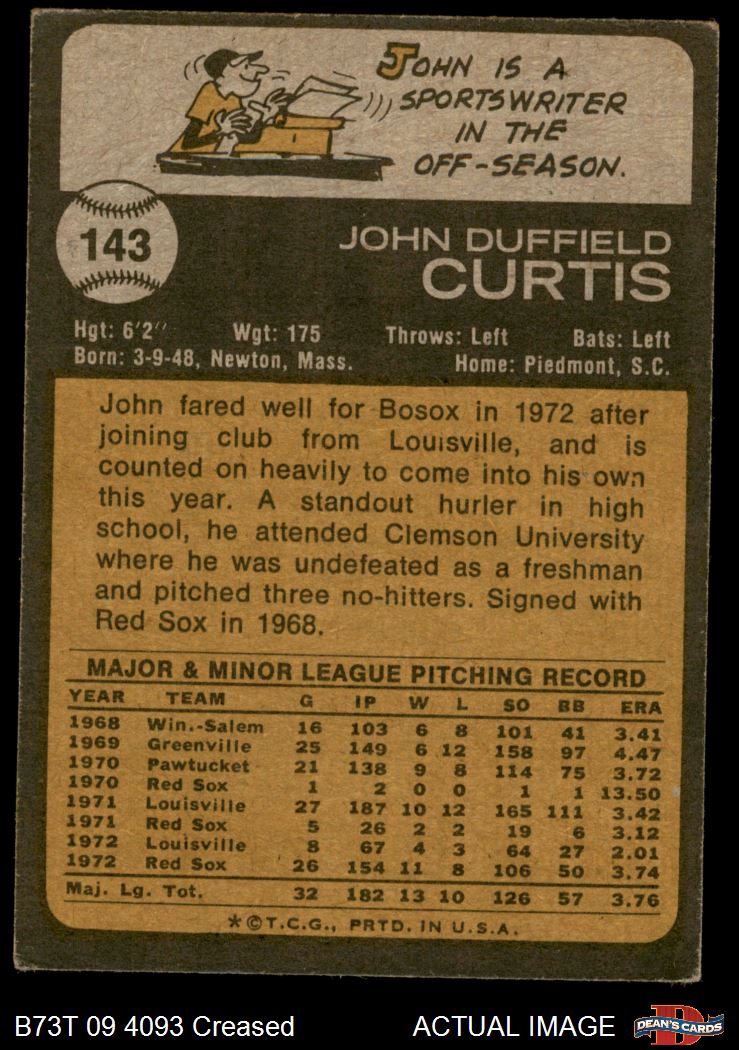 JOHN IS A
SPORTSWRITER
IN THE
OFF-SEASON.
143
JOHN DUFFIELD
CURTIS
Hgt: 6'2" Wgt: 175 Throws: Left Bats: Left
Born: 3-9-48, Newton, Mass. Home: Piedmont, S.C.
John fared well for Bosox in 1972 after
joining club from Louisville, and is
counted on heavily to come into his own
this year. A standout hurler in high
school, he attended Clemson University
where he was undefeated as a freshman
and pitched three no-hitters. Signed with
Red Sox in 1968.
MAJOR & MINOR LEAGUE PITCHING RECORD
YEAR TEAM G IP W L SO BB ERA
1968 Win.-Salem 16 103 6 8 101 41 3.41
1969 Greenville 25 149 6 12 158 97 4.47
1970 Pawtucket 21 138 9 8 114 75 3.72
1970 Red Sox 1 2 0 0 1 1 13.50
1971 Louisville 27 187 10 12 165 111 3.42
1971 Red Sox 5 26 2 2 19 6 3.12
1972 Louisville 8 67 4 3 64 27 2.01
1972 Red Sox 26 154 11 8 106 50 3.74
Maj. Lg. Tot. 32 182 13 10 126 57 3.76
*©T.C.G., PRTD. IN U.S.A.
B73T 09 4093 Creased ACTUAL IMAGE
D
DEAN'S CARDS